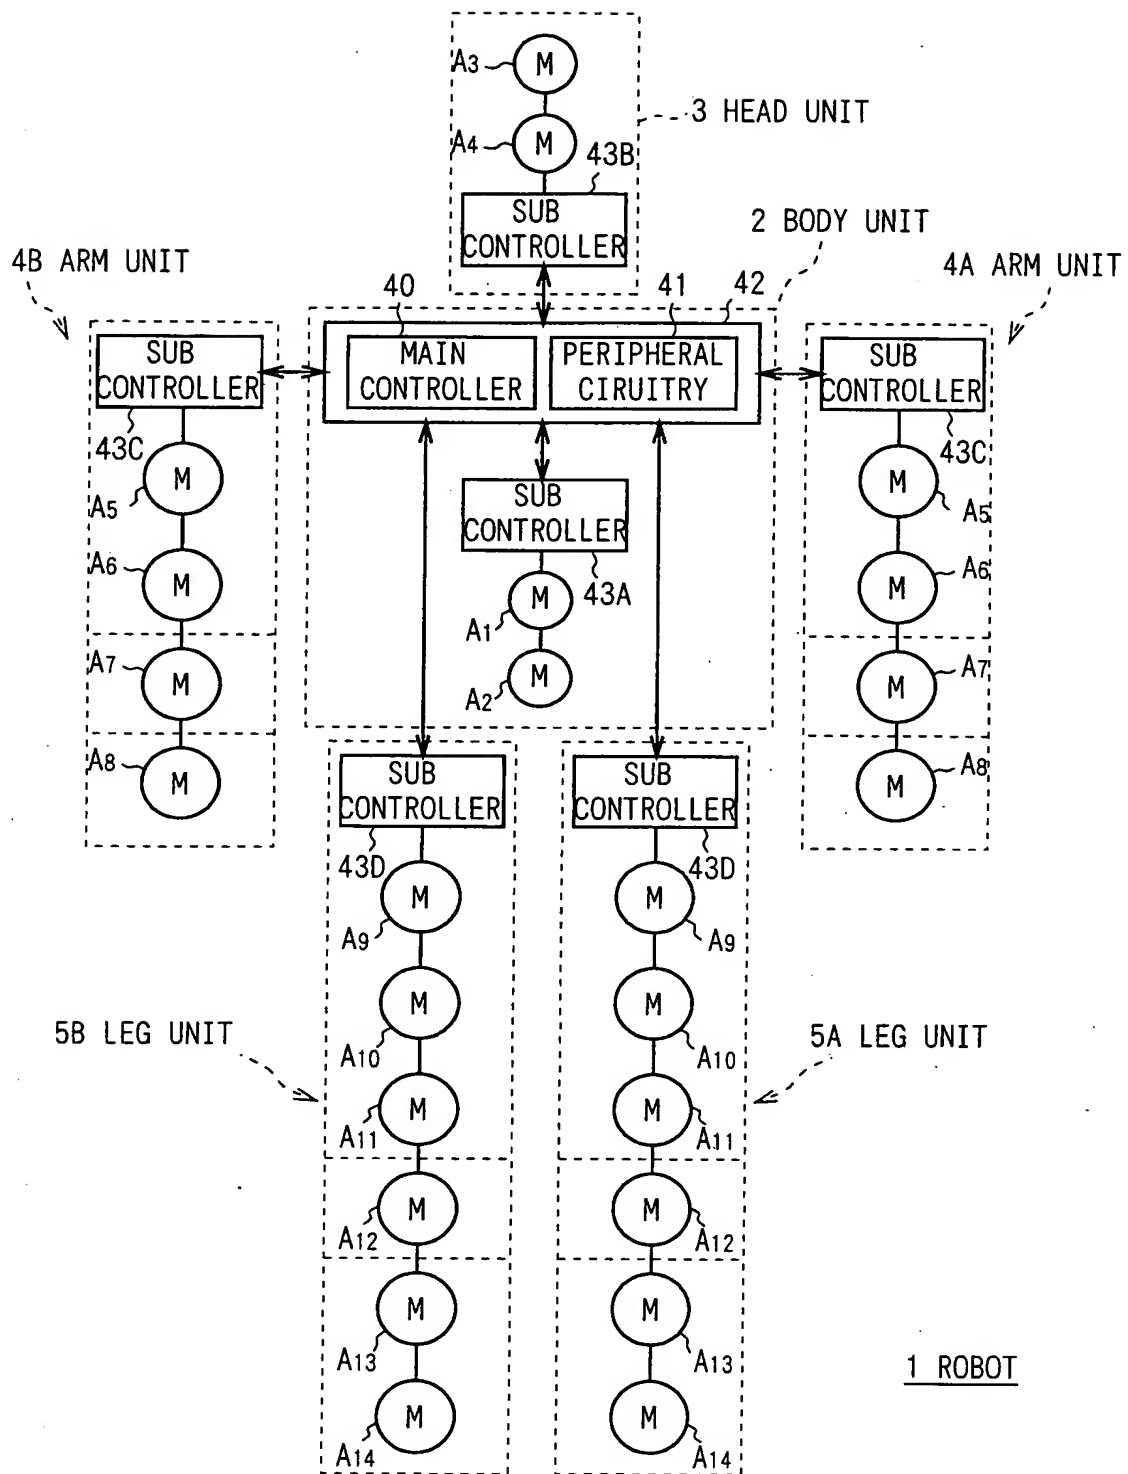 A3
M
3 HEAD UNIT
A4
M
43B
SUB
CONTROLLER
2 BODY UNIT
4B ARM UNIT
4A ARM UNIT
40
41
42
SUB
CONTROLLER
MAIN
CONTROLLER
PERIPHERAL
CIRUITRY
SUB
CONTROLLER
43C
43C
M
A5
M
A5
SUB
CONTROLLER
43A
A6
M
M
A6
M
A1
A7
M
M
A2
M
A7
A8
M
M
A8
SUB
CONTROLLER
SUB
CONTROLLER
43D
43D
M
A9
M
A9
M
A10
M
A10
5B LEG UNIT
5A LEG UNIT
M
A11
M
A11
M
A12
M
A12
M
A13
M
A13
1 ROBOT
M
A14
M
A14